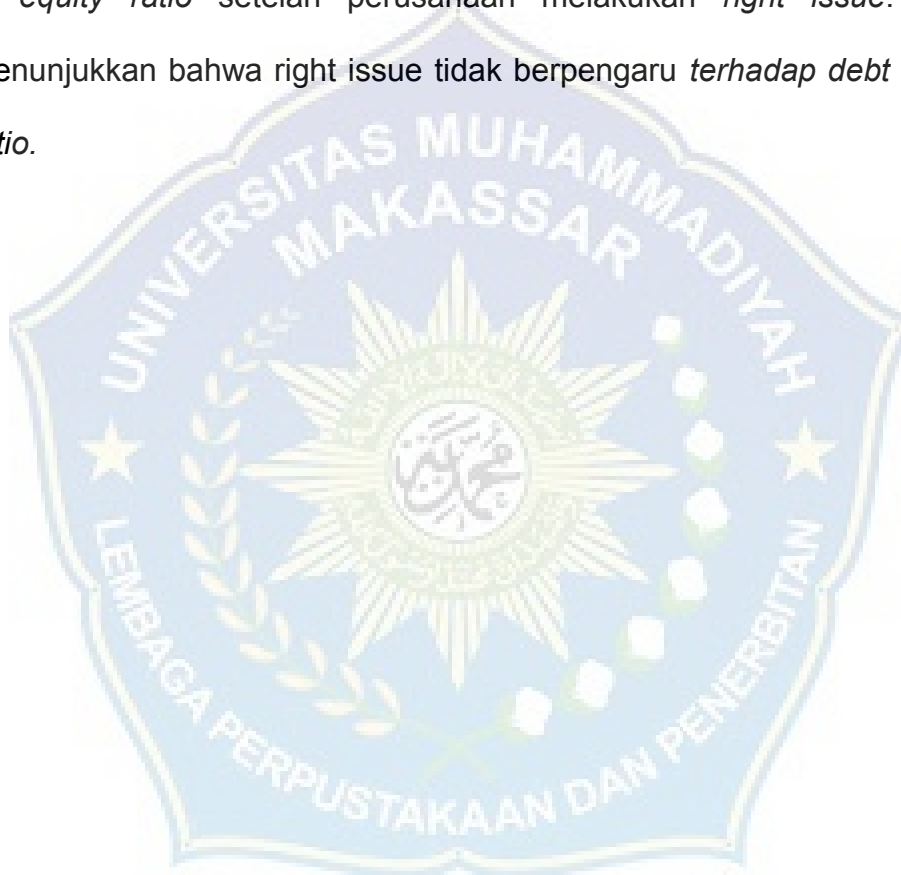 equity ratio setelah perusahaan melakukan right issue.
enunjukkan bahwa right issue tidak berpengaru terhadap debt
tio.
UNIVERSITAS MUHAMMADIYAH
MAKASSAR
LEMBAGA PERPUSTAKAAN DAN PENERBITAN